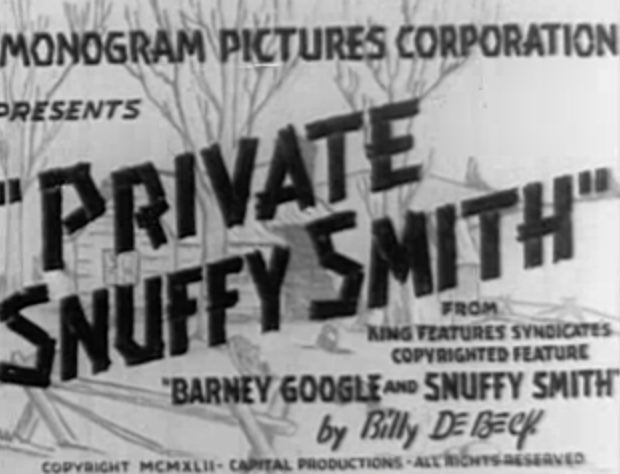 MONOGRAM PICTURES CORPORATION
PRESENTS
"PRIVATE
SNUFFY SMITH"
FROM
KING FEATURES SYNDICATES
COPYRIGHTED FEATURE
"BARNEY GOOGLE AND SNUFFY SMITH"
by Billy DE BECK
COPYRIGHT MCMXLII - CAPITAL PRODUCTIONS - ALL RIGHTS RESERVED